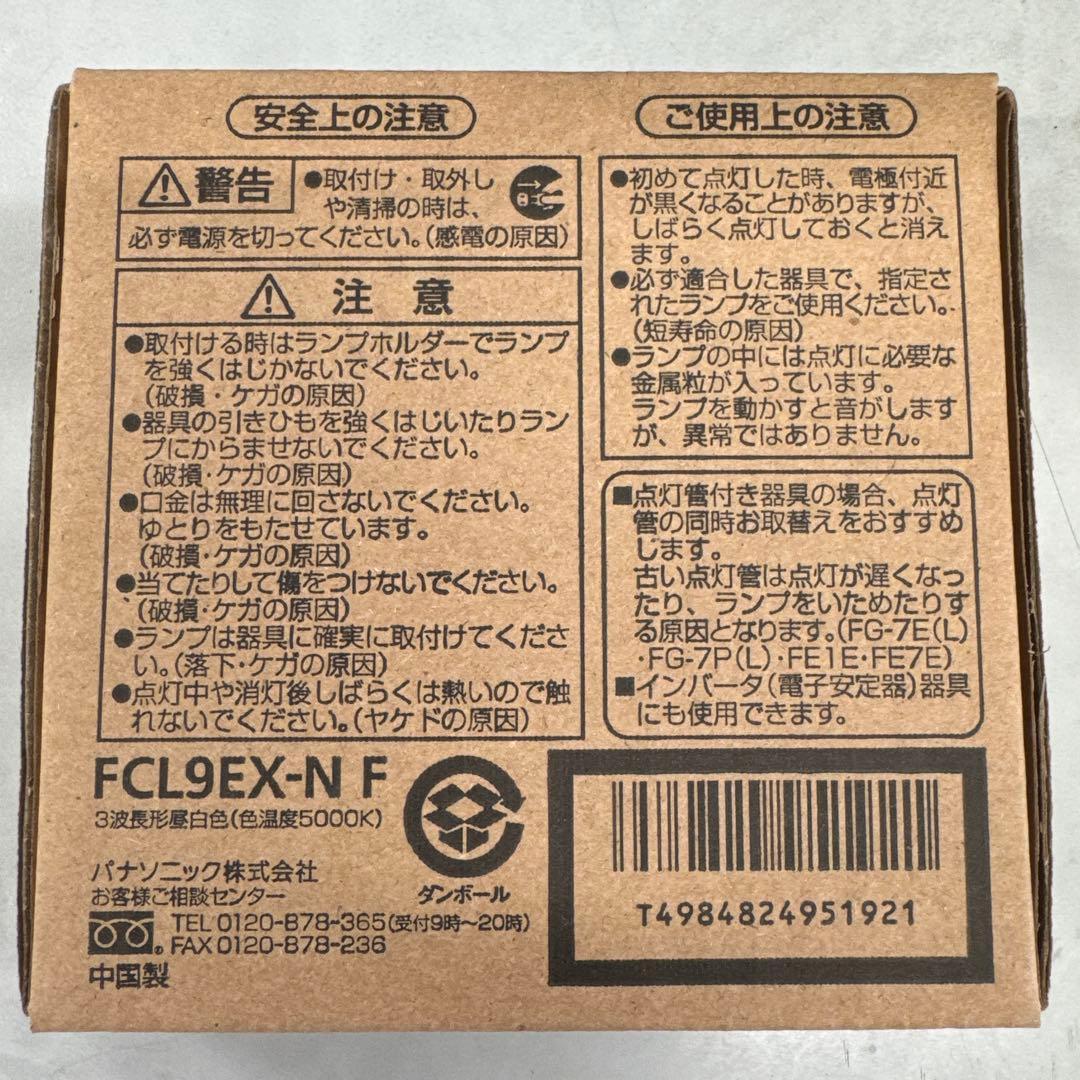 安全上の注意
警告
●取付け・取外し
や清掃の時は、
必ず電源を切ってください。(感電の原因)
注意
●取付ける時はランプホルダーでランプ
を強くはじかないでください。
(破損・ケガの原因)
●器具の引きひもを強くはじいたりラン
プにからませないでください。
(破損・ケガの原因)
●口金は無理に回さないでください。
ゆとりをもたせています。
(破損・ケガの原因)
●当てたりして傷をつけないでください。
(破損・ケガの原因)
●ランプは器具に確実に取付けてくださ
い。(落下・ケガの原因)
●点灯中や消灯後しばらくは熱いので触
れないでください。(ヤケドの原因)
ご使用上の注意
●初めて点灯した時、電極付近
が黒くなることがありますが、
しばらく点灯しておくと消え
ます。
●必ず適合した器具で、指定さ
れたランプをご使用ください。
(短寿命の原因)
●ランプの中には点灯に必要な
金属粒が入っています。
ランプを動かすと音がします
が、異常ではありません。
■点灯管付き器具の場合、点灯
管の同時お取替えをおすすめ
します。
古い点灯管は点灯が遅くなっ
たり、ランプをいためたりす
る原因となります。(FG-7E(L)
・FG-7P(L)・FE1E・FE7E)
■インバータ(電子安定器)器具
にも使用できます。
FCL9EX-N F
3波長形昼白色(色温度5000K)
パナソニック株式会社
お客様ご相談センター
TEL 0120-878-365(受付9時～20時)
FAX 0120-878-236
中国製
ダンボール
T4984824951921